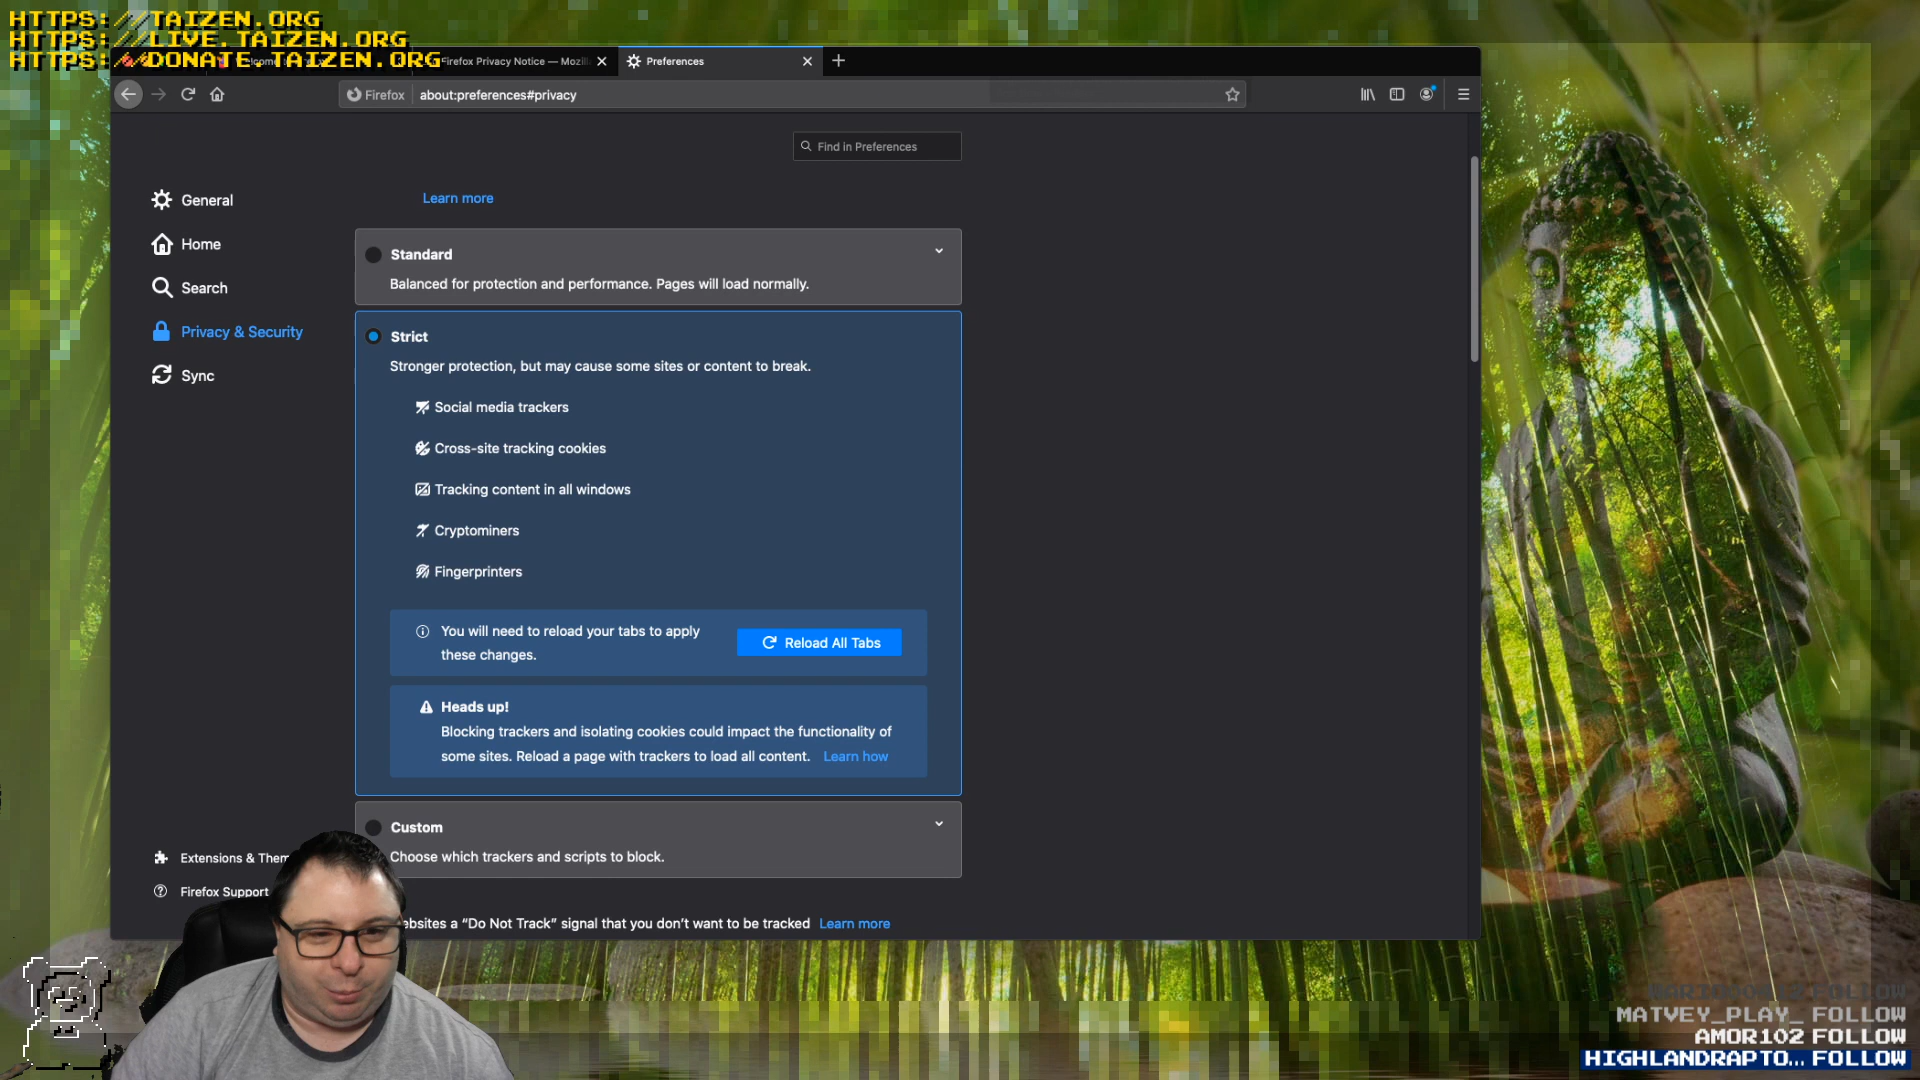 HTTPS://TAIZEN.ORG
HTTPS://LIVE.TAIZEN.ORG
HTTPS://DONATE.TAIZEN.ORG
Firefox Privacy Notice — Mozil
Preferences
Firefox
about:preferences#privacy
Find in Preferences
General
Home
Search
Privacy & Security
Sync
Learn more
Standard
Balanced for protection and performance. Pages will load normally.
Strict
Stronger protection, but may cause some sites or content to break.
Social media trackers
Cross-site tracking cookies
Tracking content in all windows
Cryptominers
Fingerprinters
You will need to reload your tabs to apply
these changes.
Reload All Tabs
Heads up!
Blocking trackers and isolating cookies could impact the functionality of
some sites. Reload a page with trackers to load all content. Learn how
Custom
Choose which trackers and scripts to block.
Extensions & Them
Firefox Support
ebsites a “Do Not Track” signal that you don’t want to be tracked Learn more
FOLLOW
MATVEY_PLAY_ FOLLOW
AMOR102 FOLLOW
HIGHLANDRAPTO... FOLLOW